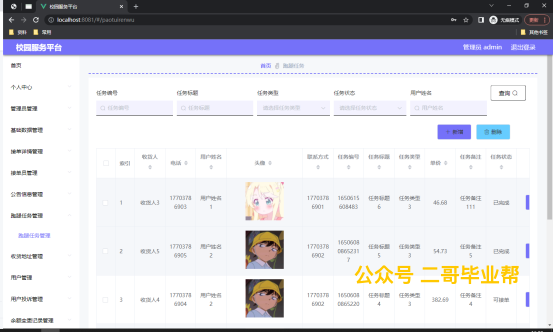 校园服务平台
localhost:8081/#/paotuirenwu
无痕模式
更新
资料 常用 其他书签
校园服务平台 管理员 admin 退出登录
首页
个人中心
管理员管理
基础数据管理
接单详情管理
接单员管理
公告信息管理
跑腿任务管理
跑腿任务管理
收货地址管理
用户管理
用户投诉管理
余额变更记录管理
首页 跑腿任务
任务编号 任务标题 任务类型 任务状态 用户姓名
任务编号 任务标题 请选择任务类型 请选择任务状态 用户姓名 查询
新增 删除
索引 收货人 电话 用户姓名 头像 联系方式 任务编号 任务标题 任务类型 单价 任务备注 任务状态
1 收货人3 17703786903 用户姓名1 17703786901 1650615608483 任务标题6 任务类型3 46.68 任务备注111 已完成
2 收货人5 17703786905 用户姓名2 17703786902 任务标题5 任务类型3 54.73 任务备注5 已完成
3 收货人4 17703786904 用户姓名2 17703786902 任务标题4 任务类型3 382.69 任务备注4 可接单
公众号 二哥毕业帮